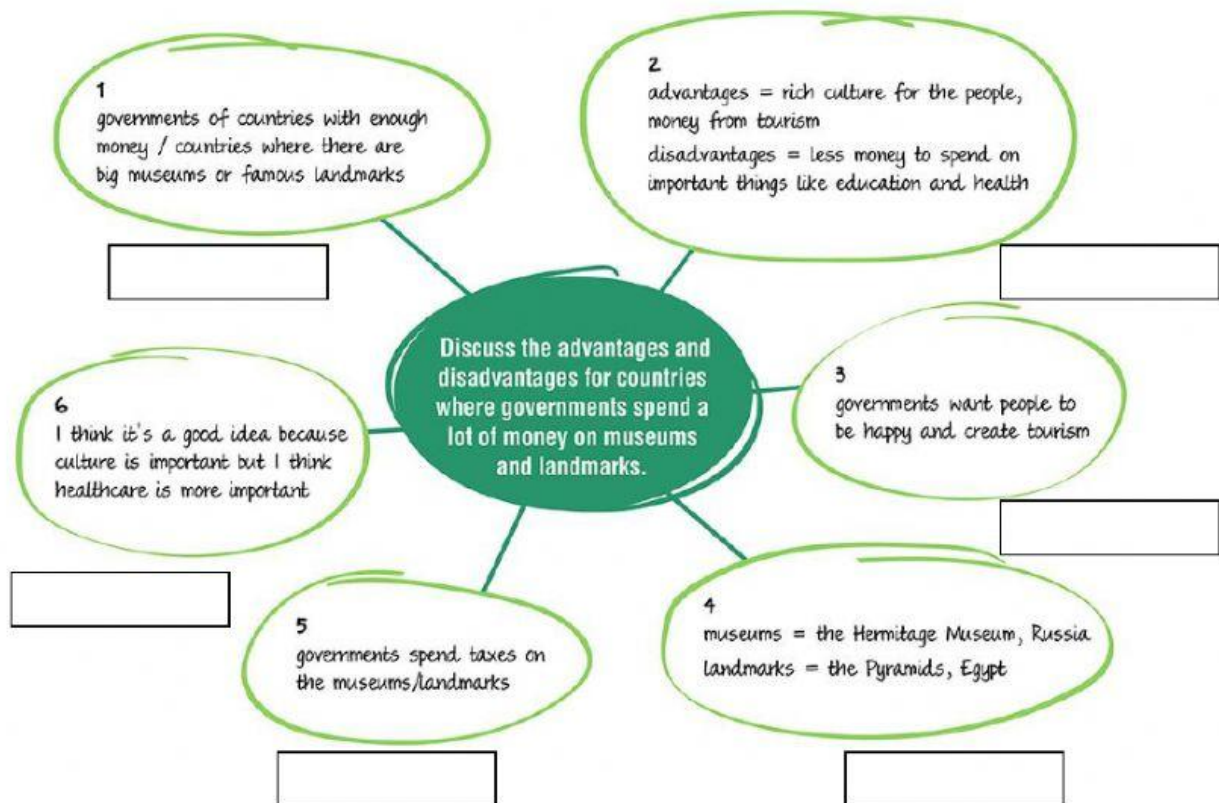 1
governments of countries with enough
money / countries where there are
big museums or famous landmarks
2
advantages = rich culture for the people,
money from tourism
disadvantages = less money to spend on
important things like education and health
Discuss the advantages and
disadvantages for countries
where governments spend a
lot of money on museums
and landmarks.
3
governments want people to
be happy and create tourism
6
I think it's a good idea because
culture is important but I think
healthcare is more important
5
governments spend taxes on
the museums/landmarks
4
museums = the Hermitage Museum, Russia
landmarks = the Pyramids, Egypt